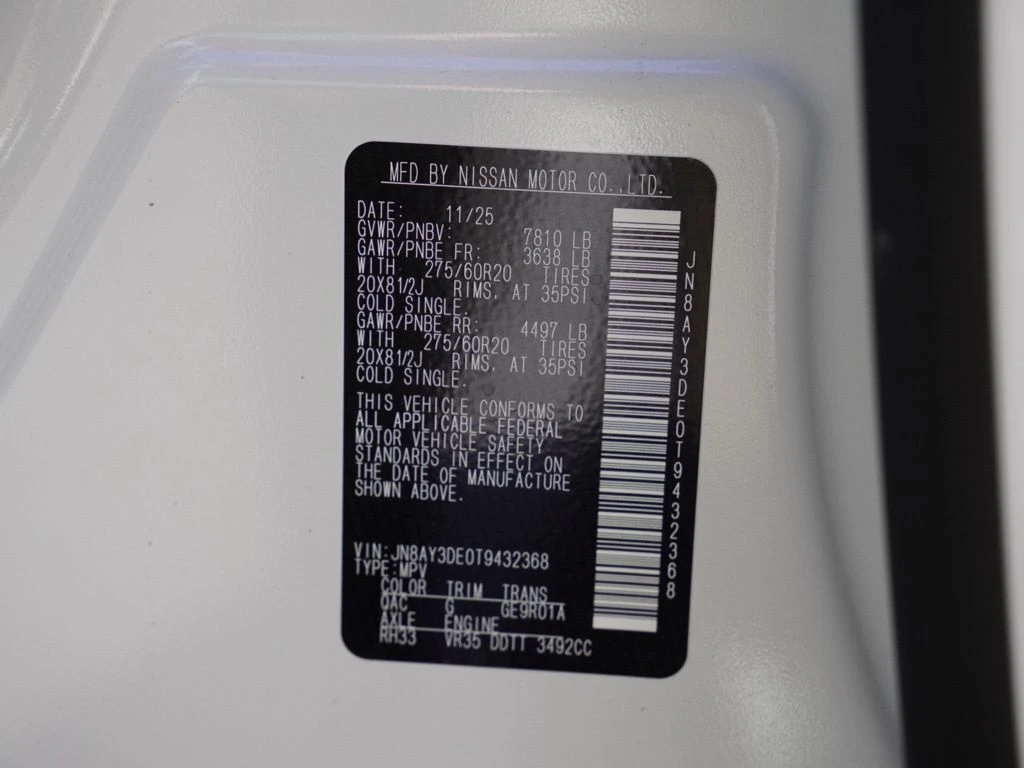 MFD BY NISSAN MOTOR CO.,LTD.
DATE: 11/25
GVWR/PNBV: 7810 LB
GAWR/PNBE FR: 3638 LB
WITH 275/60R20 TIRES
20X81/2J RIMS, AT 35PSI
COLD SINGLE.
GAWR/PNBE RR: 4497 LB
WITH 275/60R20 TIRES
20X81/2J RIMS, AT 35PSI
COLD SINGLE.
THIS VEHICLE CONFORMS TO
ALL APPLICABLE FEDERAL
MOTOR VEHICLE SAFETY
STANDARDS IN EFFECT ON
THE DATE OF MANUFACTURE
SHOWN ABOVE.
VIN:JN8AY3DE0T9432368
TYPE:MPV
COLOR TRIM TRANS
QAC G GE9R01A
AXLE ENGINE
RH33 VR35 DDTT 3492CC
JN8AY3DE0T9432368